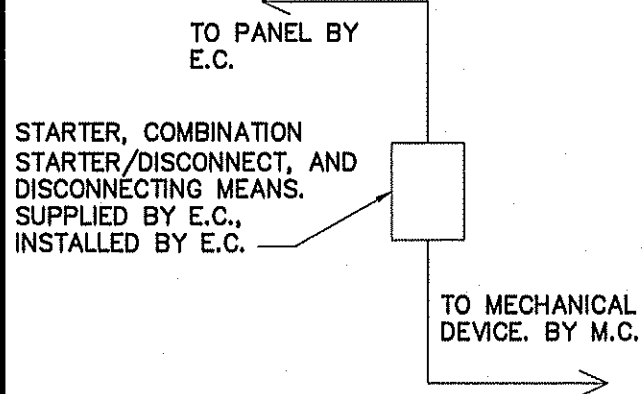 TO PANEL BY
E.C.
STARTER, COMBINATION
STARTER/DISCONNECT, AND
DISCONNECTING MEANS.
SUPPLIED BY E.C.,
INSTALLED BY E.C.
TO MECHANICAL
DEVICE. BY M.C.